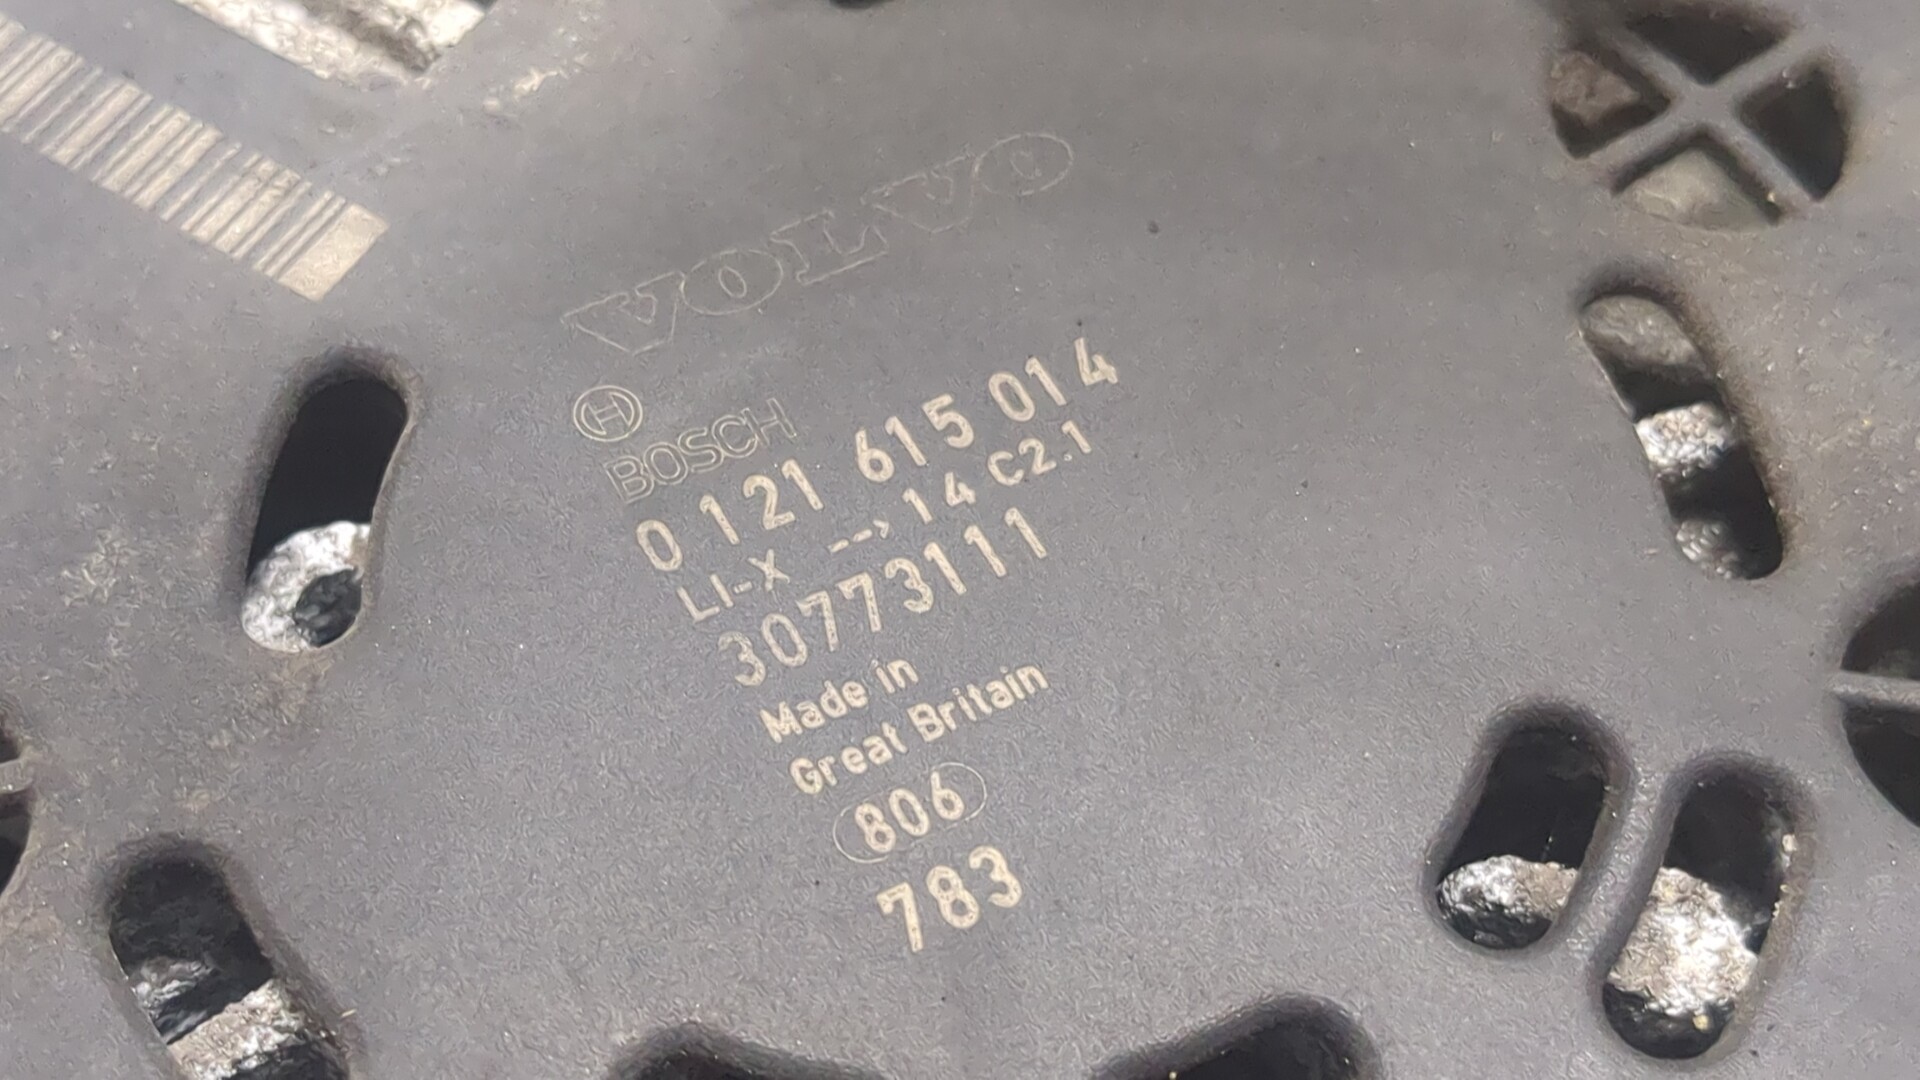 VOLVO
BOSCH
0 121 615 014
LI-X --> 14 C2.1
30773111
Made in
Great Britain
806
783